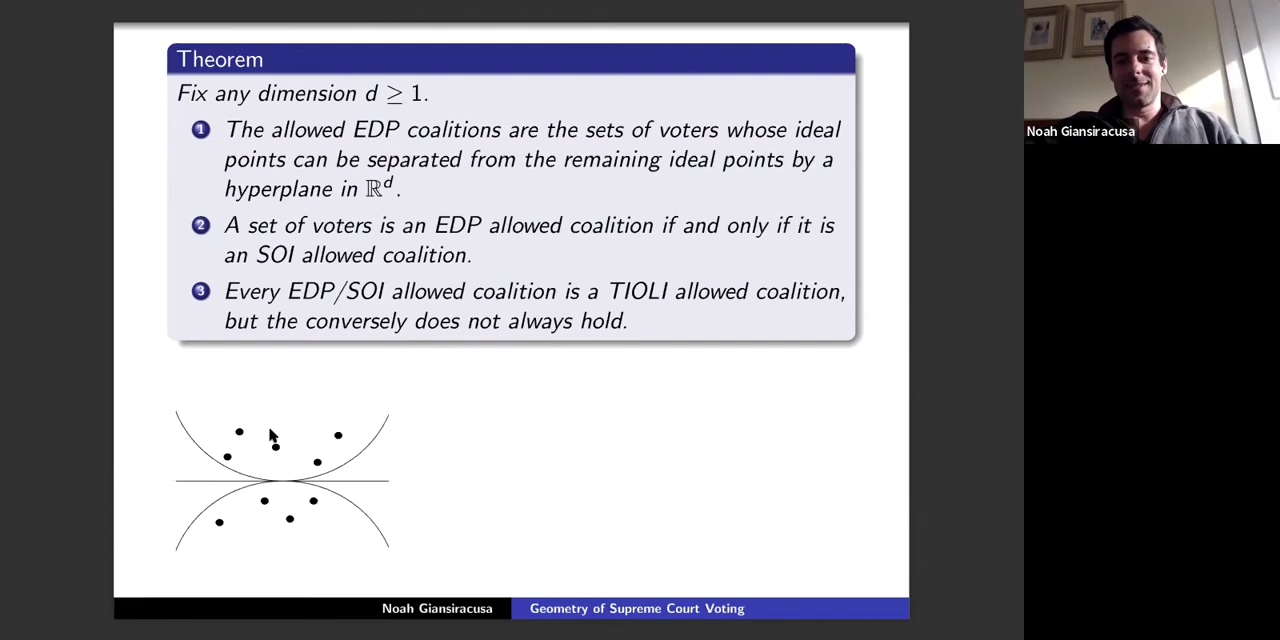 Theorem
Fix any dimension d ≥ 1.
1 The allowed EDP coalitions are the sets of voters whose ideal
points can be separated from the remaining ideal points by a
hyperplane in ℝᵈ.
2 A set of voters is an EDP allowed coalition if and only if it is
an SOI allowed coalition.
3 Every EDP/SOI allowed coalition is a TIOLI allowed coalition,
but the conversely does not always hold.
Noah Giansiracusa Geometry of Supreme Court Voting
Noah Giansiracusa